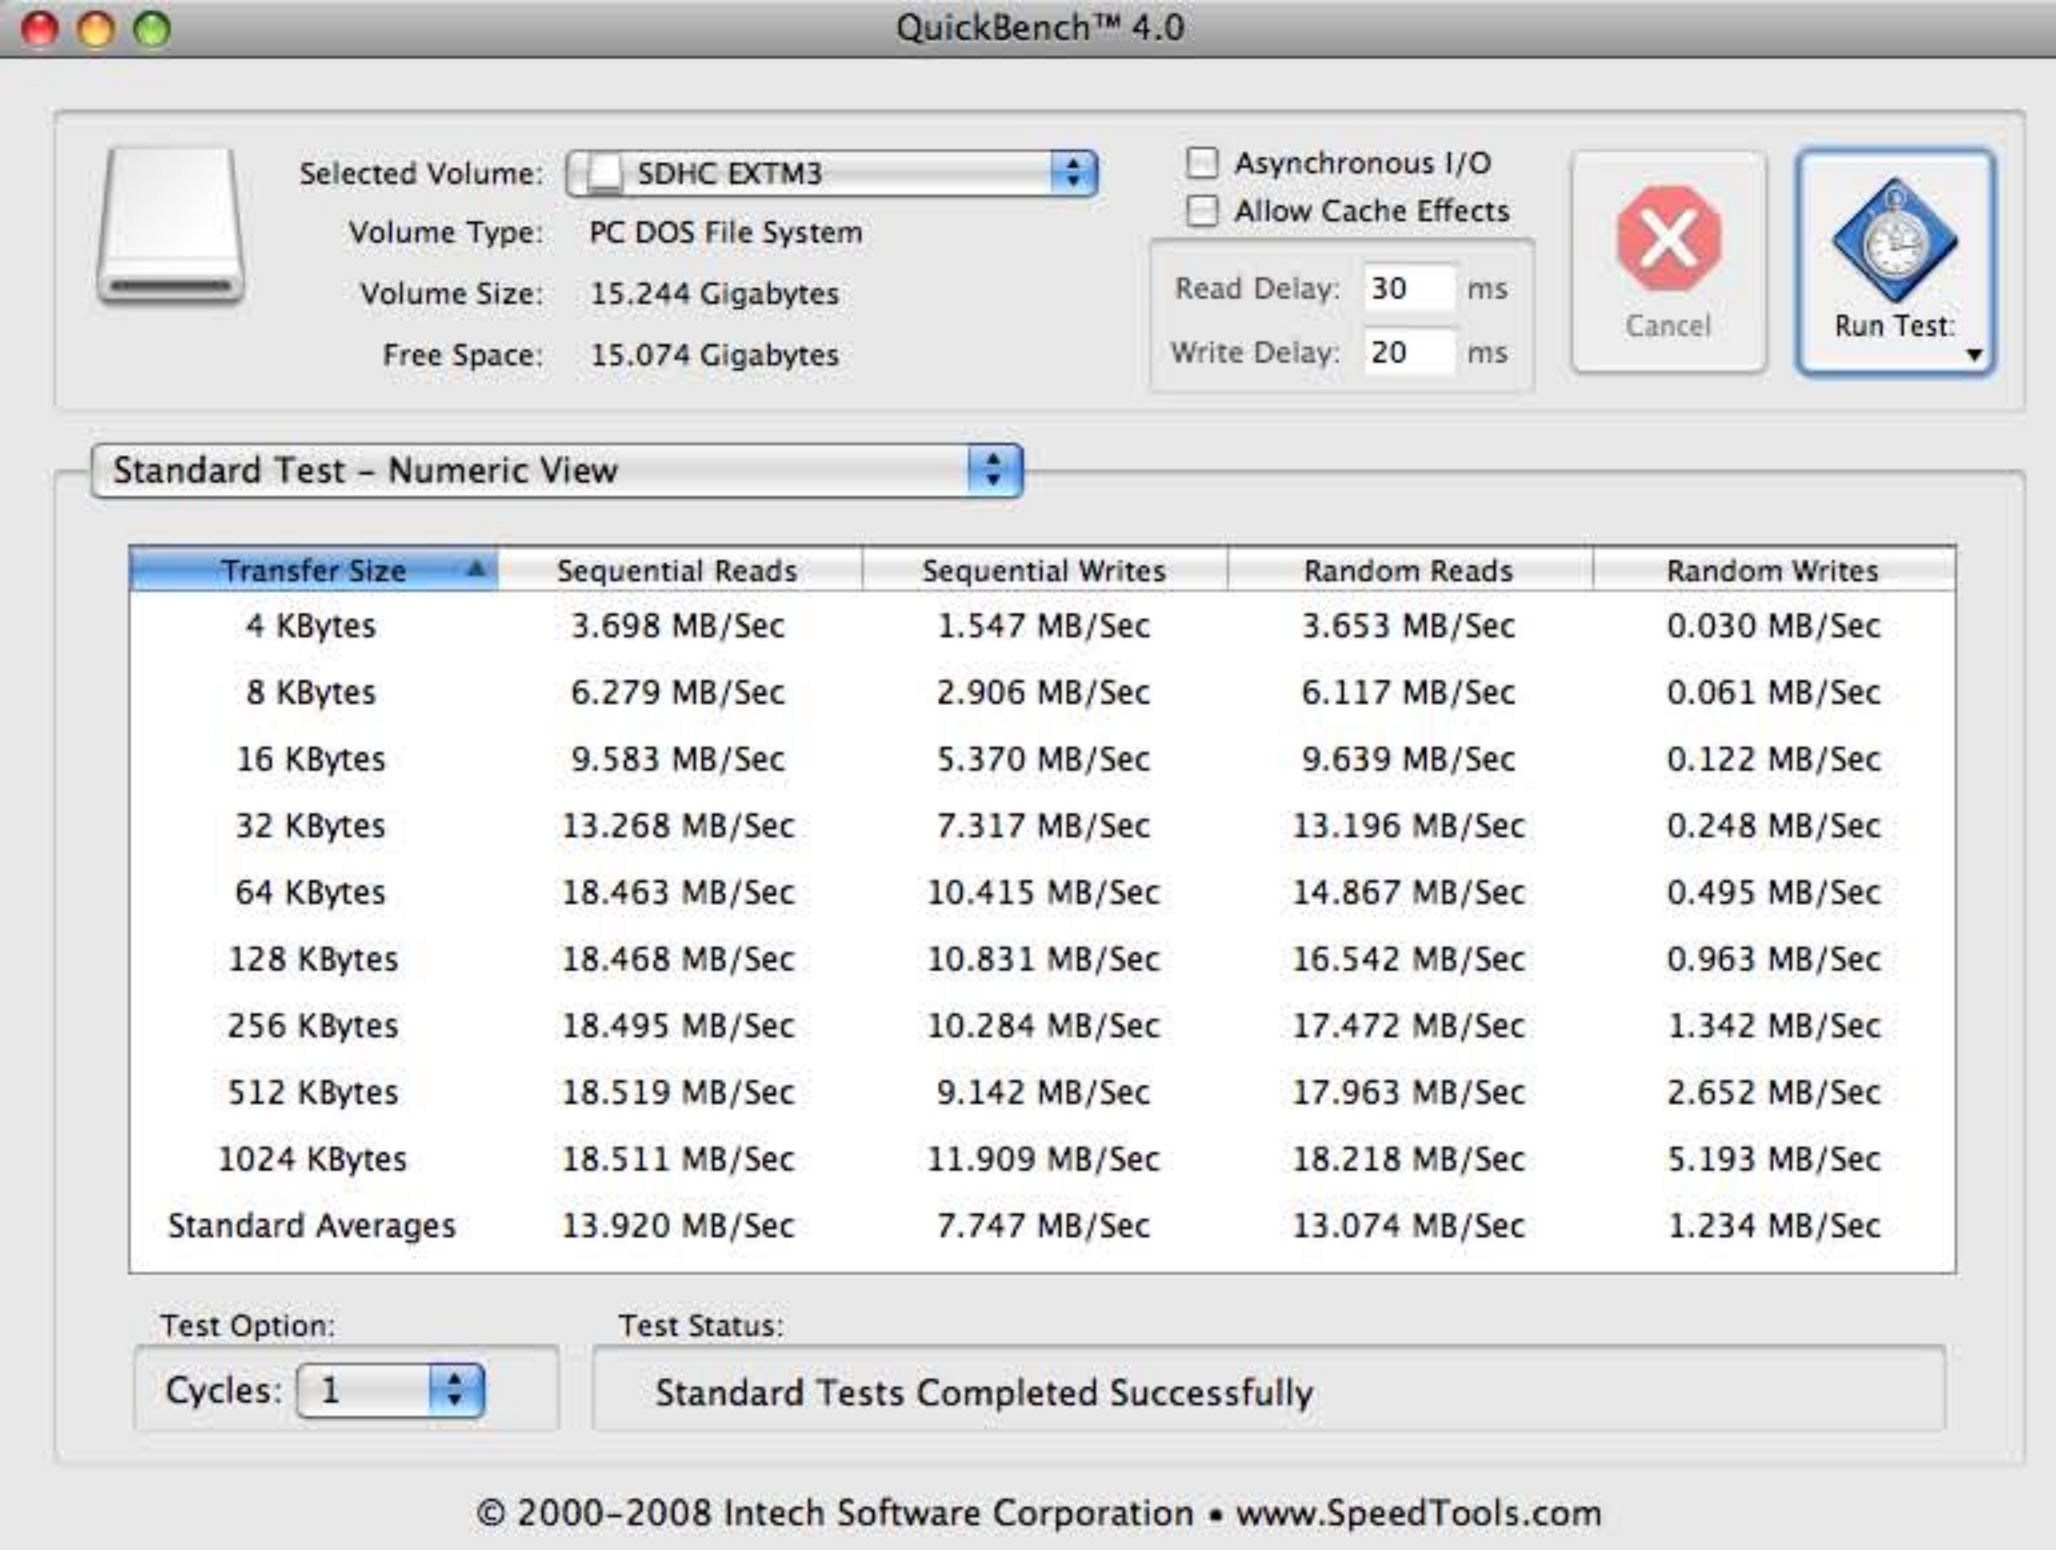 QuickBench™ 4.0
Selected Volume: SDHC EXTM3
Volume Type: PC DOS File System
Volume Size: 15.244 Gigabytes
Free Space: 15.074 Gigabytes
Asynchronous I/O
Allow Cache Effects
Read Delay: 30 ms
Write Delay: 20 ms
Cancel
Run Test:
Standard Test – Numeric View
Transfer Size Sequential Reads Sequential Writes Random Reads Random Writes
4 KBytes 3.698 MB/Sec 1.547 MB/Sec 3.653 MB/Sec 0.030 MB/Sec
8 KBytes 6.279 MB/Sec 2.906 MB/Sec 6.117 MB/Sec 0.061 MB/Sec
16 KBytes 9.583 MB/Sec 5.370 MB/Sec 9.639 MB/Sec 0.122 MB/Sec
32 KBytes 13.268 MB/Sec 7.317 MB/Sec 13.196 MB/Sec 0.248 MB/Sec
64 KBytes 18.463 MB/Sec 10.415 MB/Sec 14.867 MB/Sec 0.495 MB/Sec
128 KBytes 18.468 MB/Sec 10.831 MB/Sec 16.542 MB/Sec 0.963 MB/Sec
256 KBytes 18.495 MB/Sec 10.284 MB/Sec 17.472 MB/Sec 1.342 MB/Sec
512 KBytes 18.519 MB/Sec 9.142 MB/Sec 17.963 MB/Sec 2.652 MB/Sec
1024 KBytes 18.511 MB/Sec 11.909 MB/Sec 18.218 MB/Sec 5.193 MB/Sec
Standard Averages 13.920 MB/Sec 7.747 MB/Sec 13.074 MB/Sec 1.234 MB/Sec
Test Option: Test Status:
Cycles: 1 Standard Tests Completed Successfully
© 2000–2008 Intech Software Corporation • www.SpeedTools.com